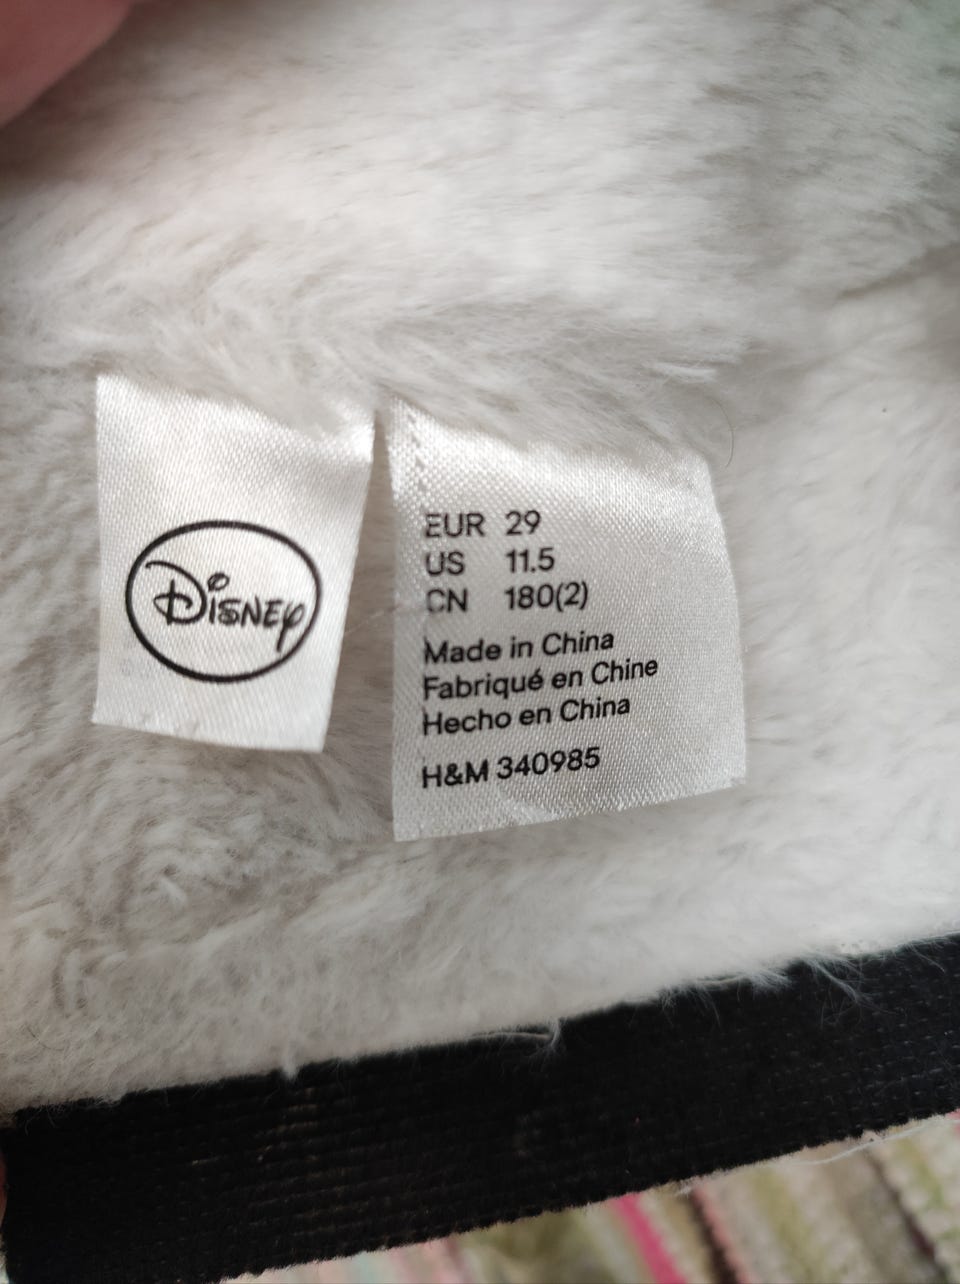 Disney
EUR 29
US 11.5
CN 180(2)
Made in China
Fabriqué en Chine
Hecho en China
H&M 340985